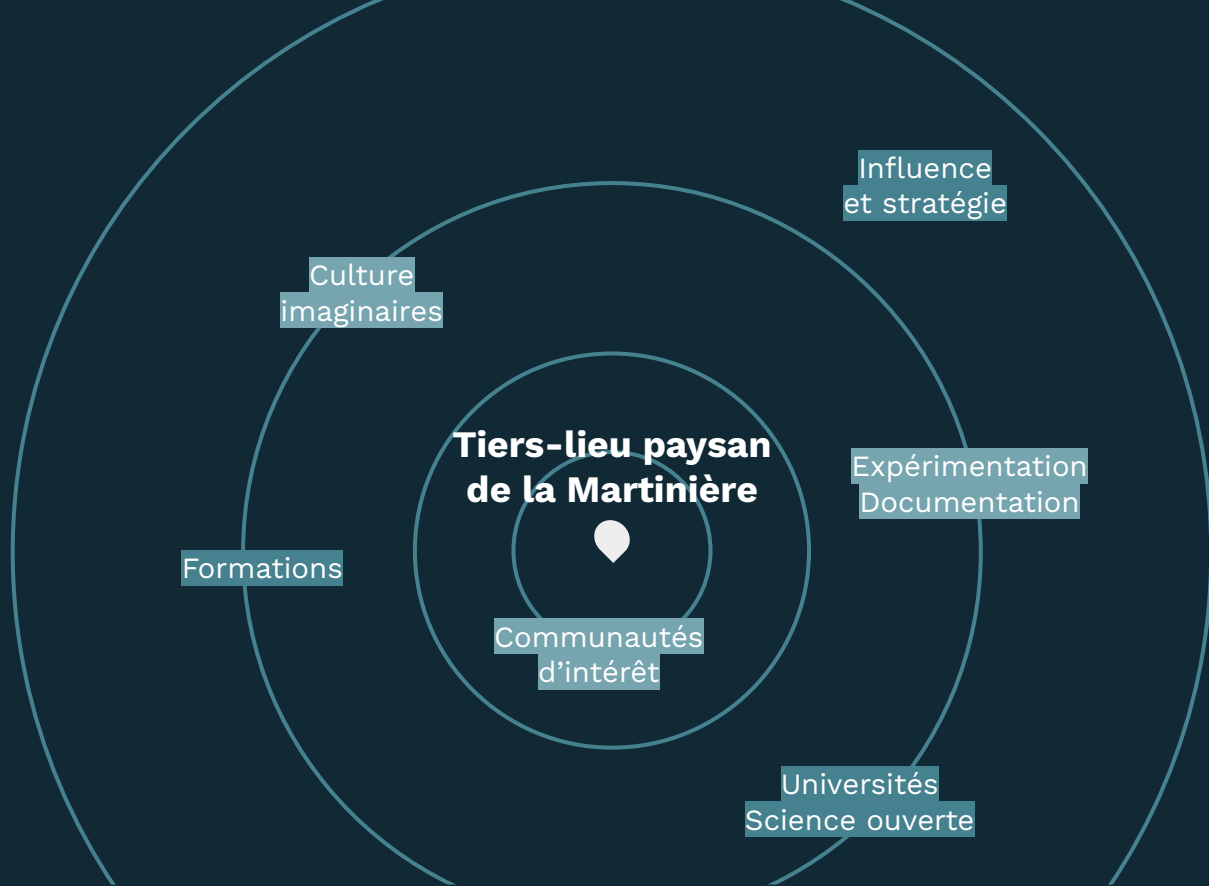 Influence
et stratégie
Culture
imaginaires
Tiers-lieu paysan
de la Martinière
Expérimentation
Documentation
Formations
Communautés
d’intérêt
Universités
Science ouverte